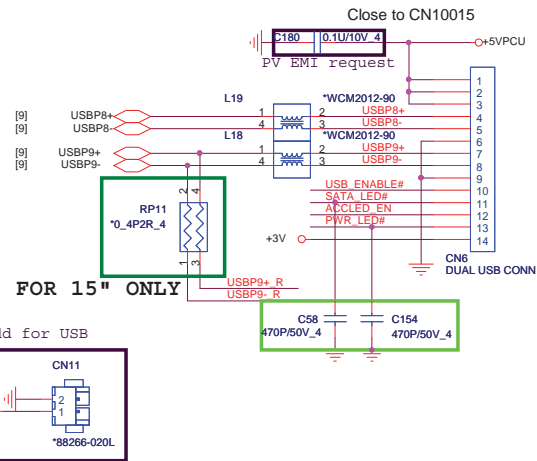 Close to CN10015
C180 0.1U/10V_4
+5VPCU
PV EMI request
L19 *WCM2012-90
[9] USBP8+ 1 2 USBP8+
[9] USBP8- 4 3 USBP8-
L18 *WCM2012-90
[9] USBP9+ 1 2 USBP9+
[9] USBP9- 4 3 USBP9-
1
2
3
4
5
6
7
8
9
10
11
12
13
14
USB_ENABLE#
SATA_LED#
ACCLED_EN
PWR_LED#
+3V
CN6
DUAL USB CONN
2 4
RP11
*0_4P2R_4
1 3
FOR 15" ONLY
USBP9+_R
USBP9-_R
C58
470P/50V_4
C154
470P/50V_4
for USB
CN11
2
1
*88266-020L